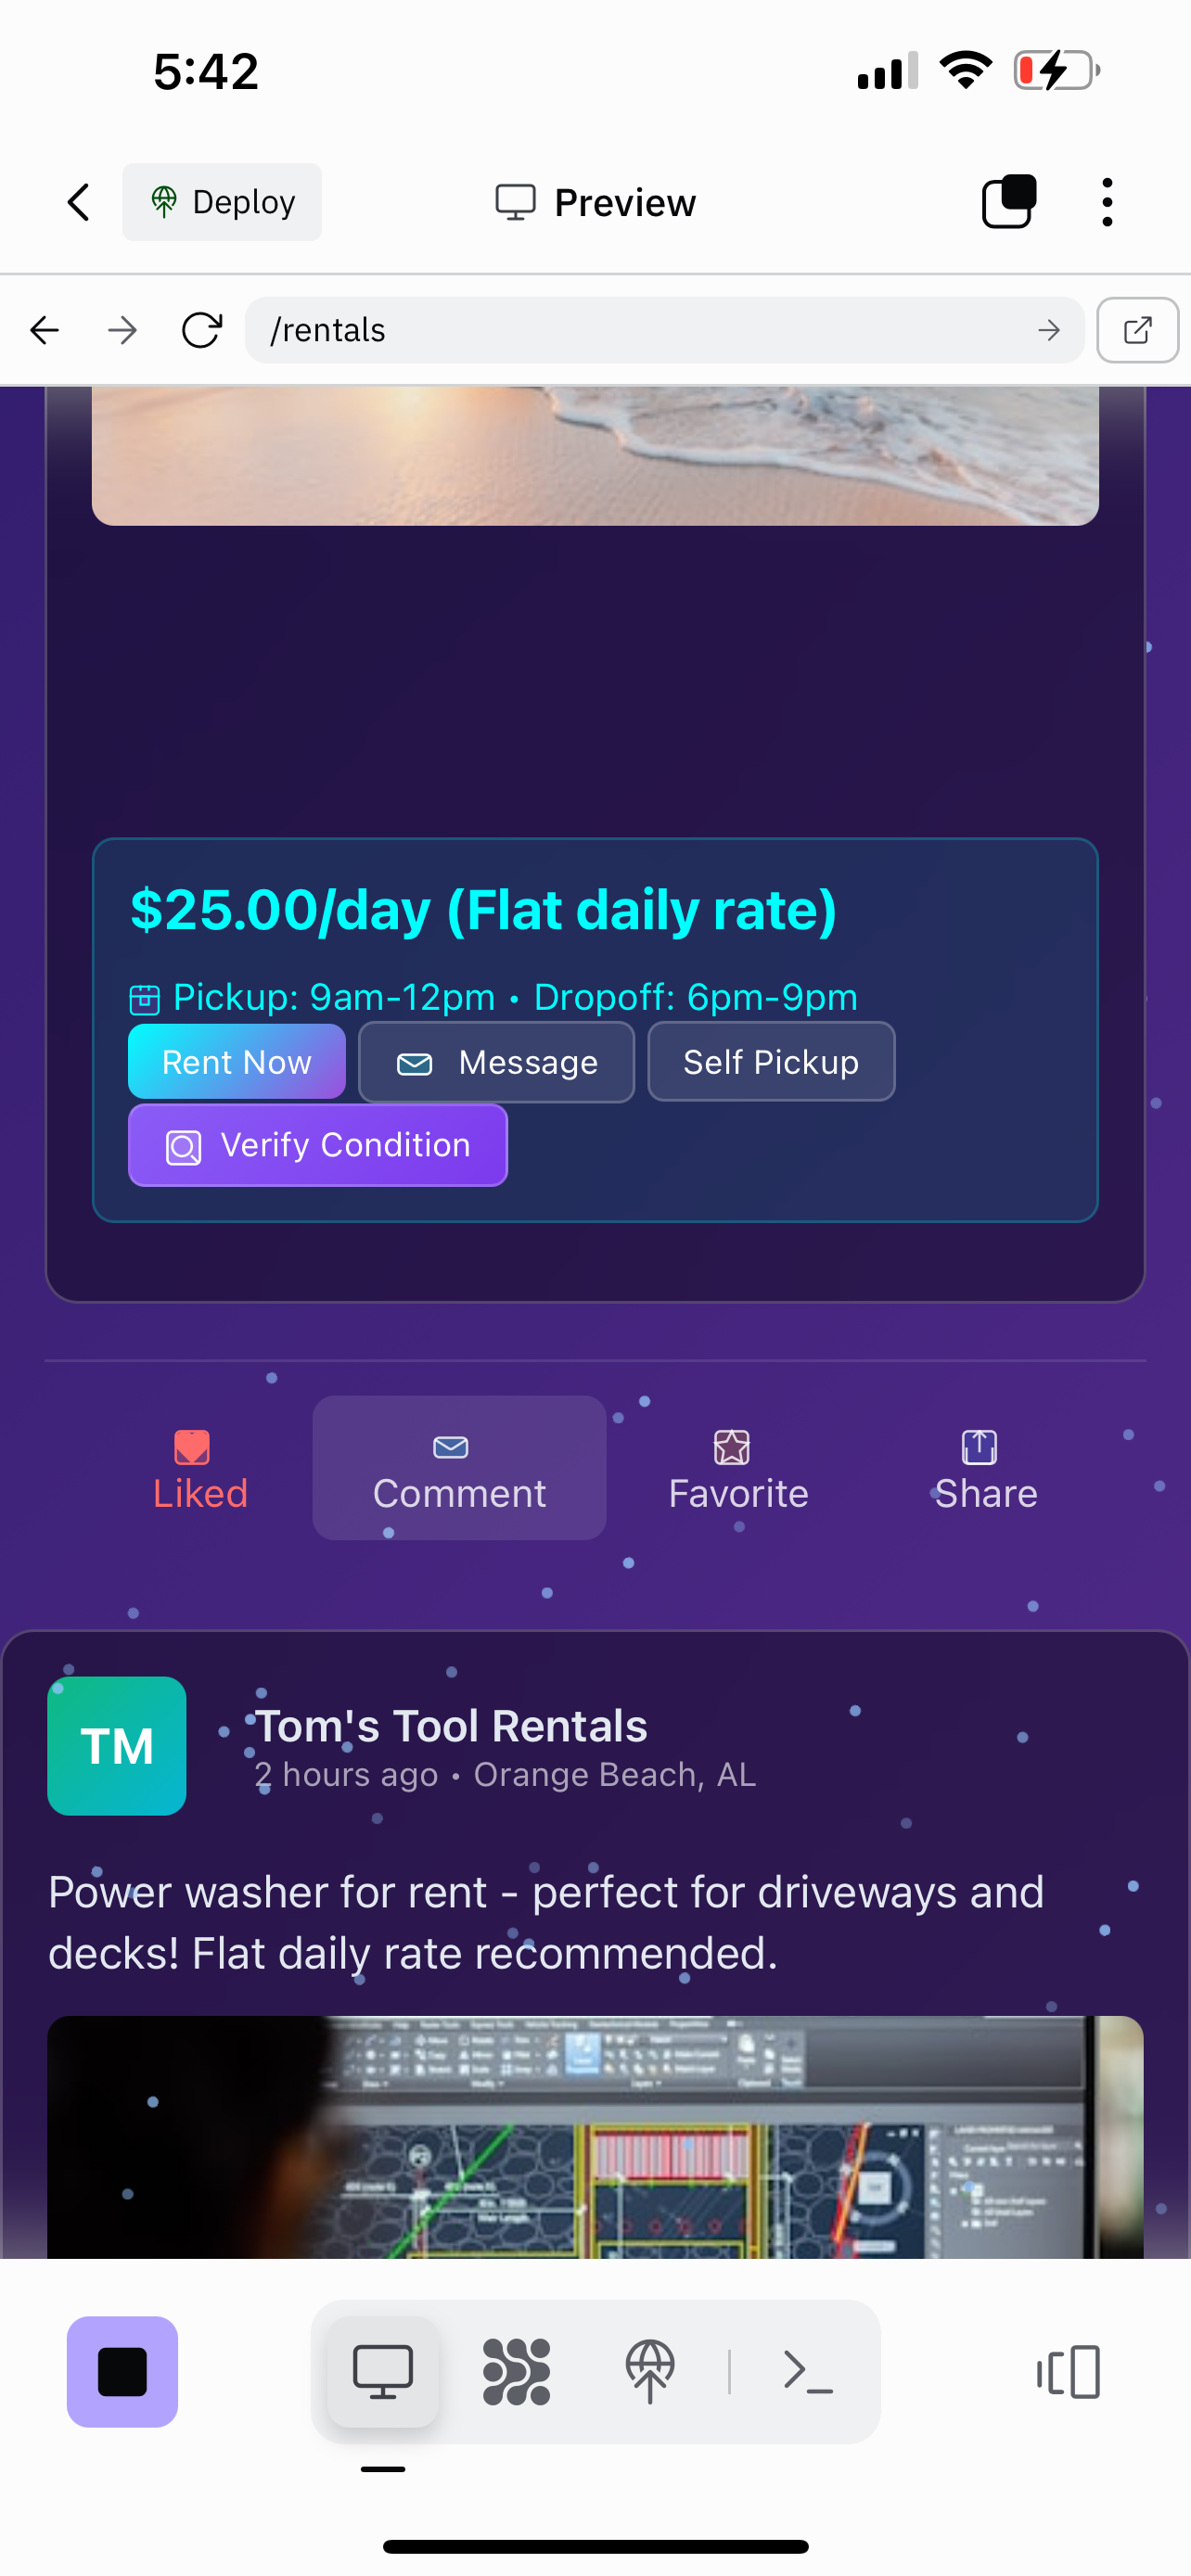 5:42
Deploy
Preview
/rentals
$25.00/day (Flat daily rate)
Pickup: 9am-12pm • Dropoff: 6pm-9pm
Rent Now
Message
Self Pickup
Verify Condition
Liked
Comment
Favorite
Share
TM
Tom's Tool Rentals
2 hours ago • Orange Beach, AL
Power washer for rent - perfect for driveways and
decks! Flat daily rate recommended.